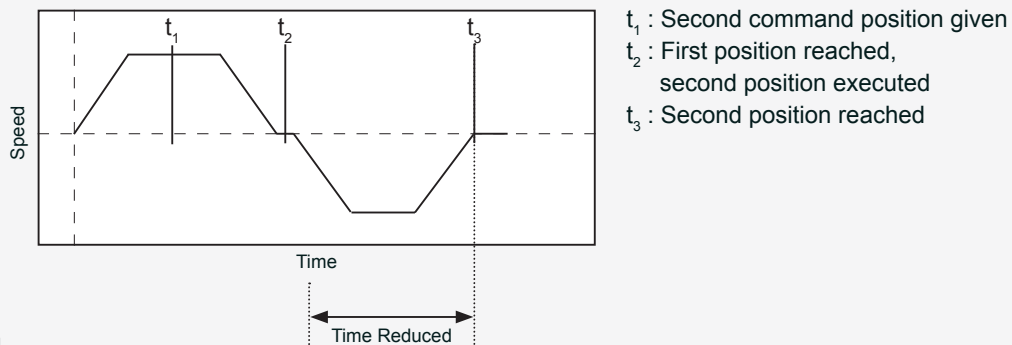 t₁ : Second command position given
t₂ : First position reached,
second position executed
t₃ : Second position reached
t₁
t₂
t₃
Speed
Time
Time Reduced